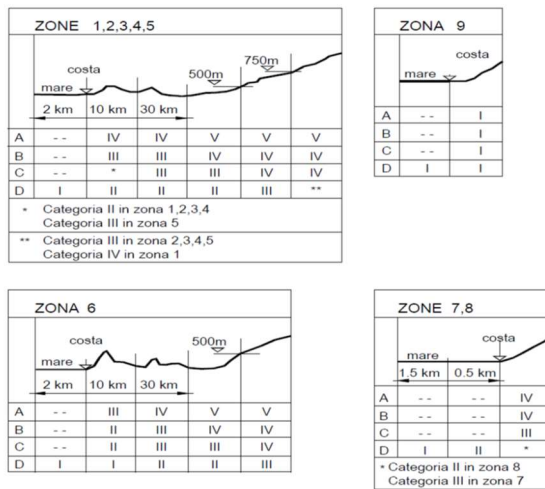 ZONE 1,2,3,4,5
costa
mare
500m
750m
2 km 10 km 30 km
A -- IV IV V V V
B -- III III IV IV IV
C -- * III III IV IV
D I II II II III **
* Categoria II in zona 1,2,3,4
Categoria III in zona 5
** Categoria III in zona 2,3,4,5
Categoria IV in zona 1
ZONA 9
costa
mare
A -- I
B -- I
C -- I
D I I
ZONA 6
costa
mare
500m
2 km 10 km 30 km
A -- III IV V V
B -- II III IV IV
C -- II III III IV
D I I II II III
ZONE 7,8
costa
mare
1.5 km 0.5 km
A -- -- IV
B -- -- IV
C -- -- III
D I II *
* Categoria II in zona 8
Categoria III in zona 7